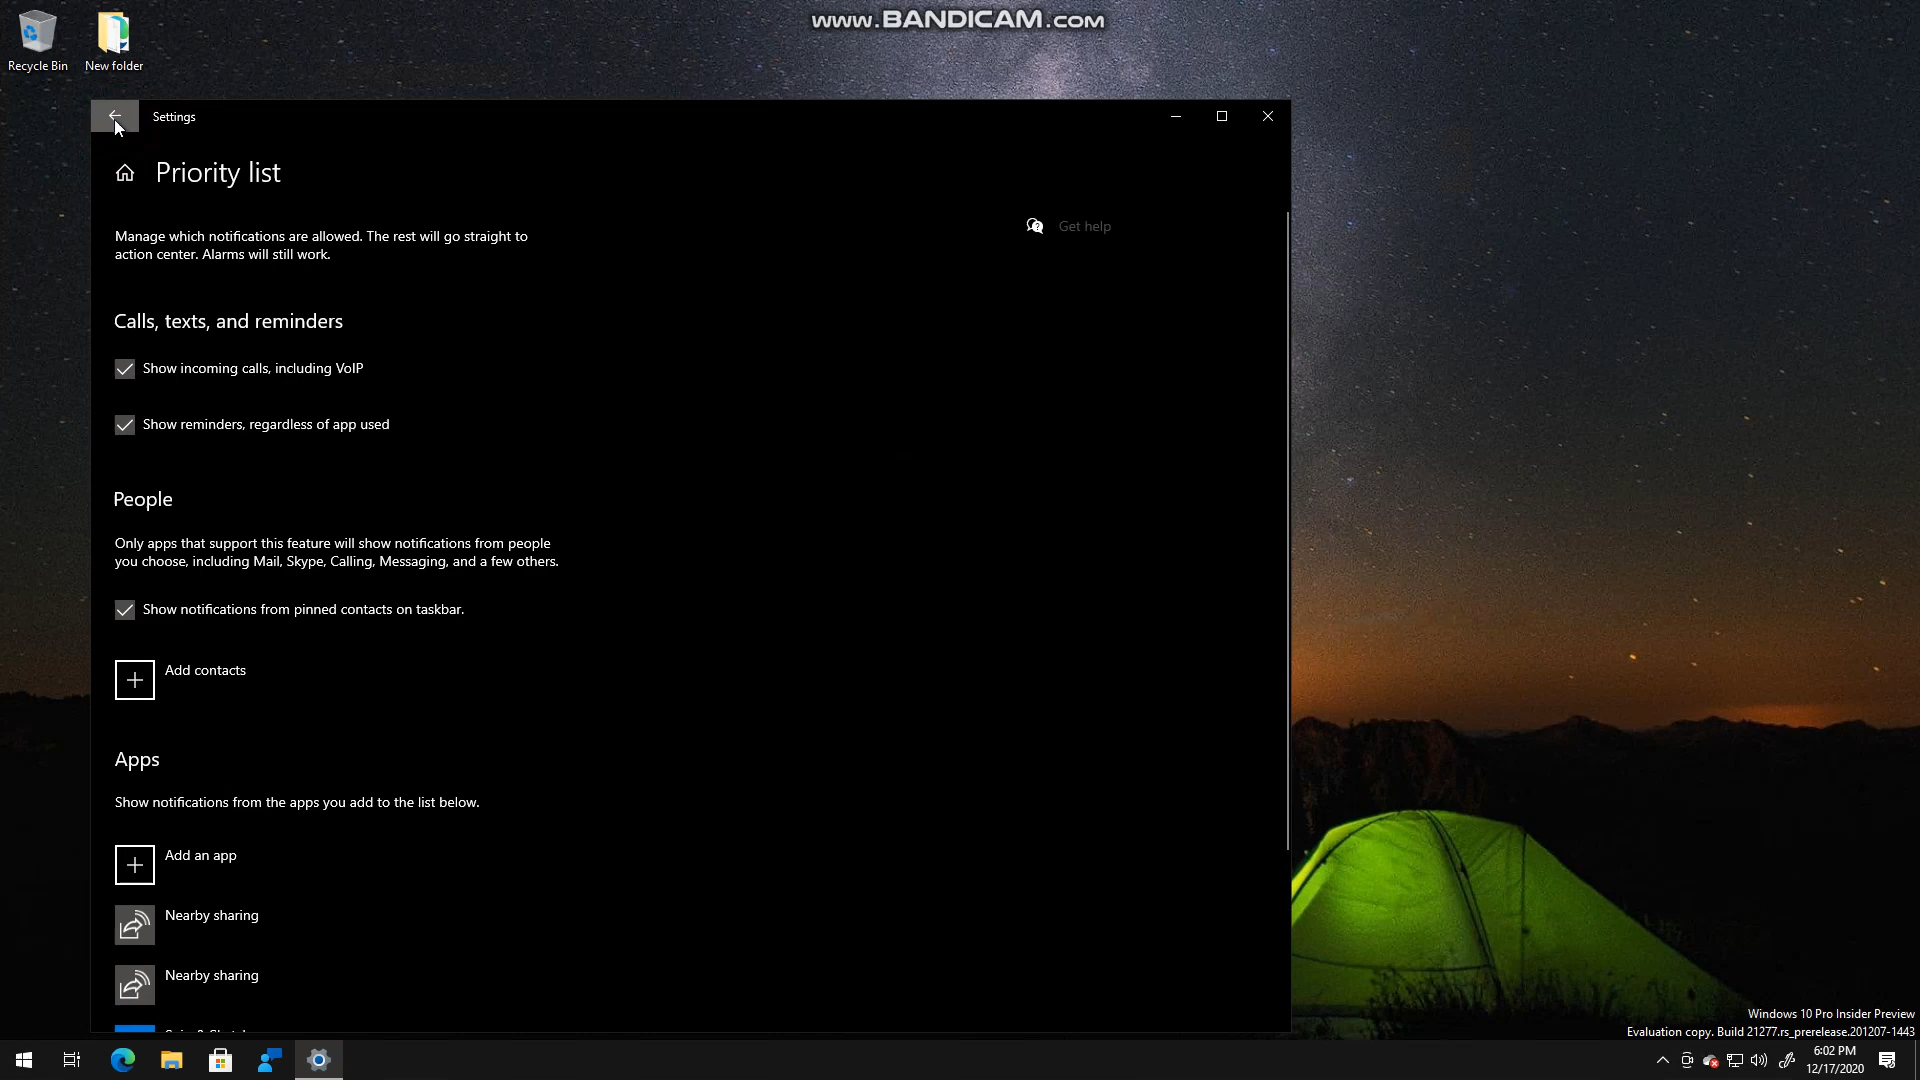 www.BANDICAM.com
Recycle Bin
New folder
Settings
Priority list
Manage which notifications are allowed. The rest will go straight to
action center. Alarms will still work.
Get help
Calls, texts, and reminders
Show incoming calls, including VoIP
Show reminders, regardless of app used
People
Only apps that support this feature will show notifications from people
you choose, including Mail, Skype, Calling, Messaging, and a few others.
Show notifications from pinned contacts on taskbar.
Add contacts
Apps
Show notifications from the apps you add to the list below.
Add an app
Nearby sharing
Nearby sharing
Windows 10 Pro Insider Preview
Evaluation copy. Build 21277.rs_prerelease.201207-1443
6:02 PM
12/17/2020